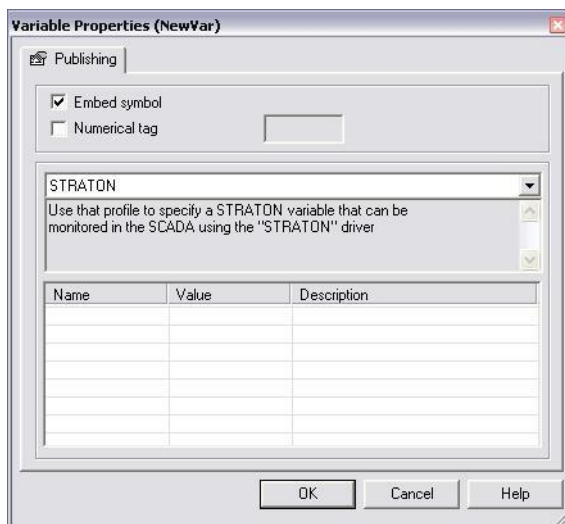 Variable Properties (NewVar)
Publishing
Embed symbol
Numerical tag
STRATON
Use that profile to specify a STRATON variable that can be
monitored in the SCADA using the "STRATON" driver
Name Value Description
OK Cancel Help